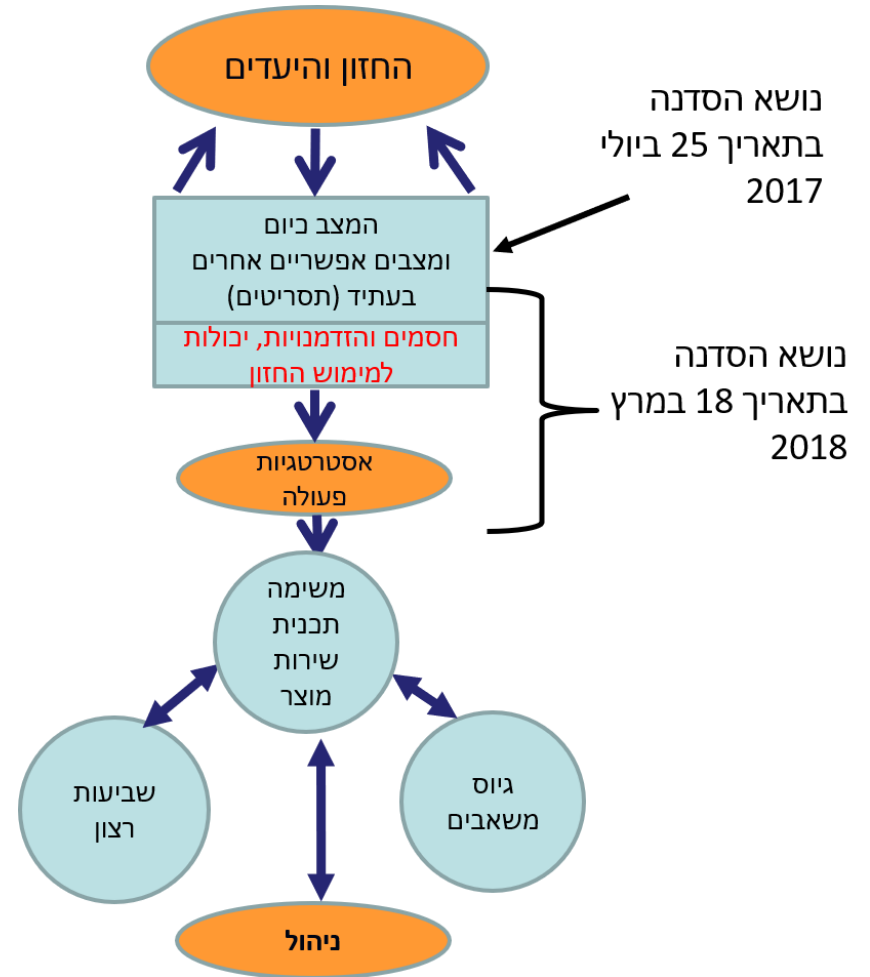 החזון והיעדים
נושא הסדנה
בתאריך 25 ביולי
2017
המצב כיום
ומצבים אפשריים אחרים
בעתיד (תסריטים)
חסמים והזדמנויות, יכולות
למימוש החזון
נושא הסדנה
בתאריך 18 במרץ
2018
אסטרטגיות
פעולה
משימה
תכנית
שירות
מוצר
שביעות
רצון
גיוס
משאבים
ניהול